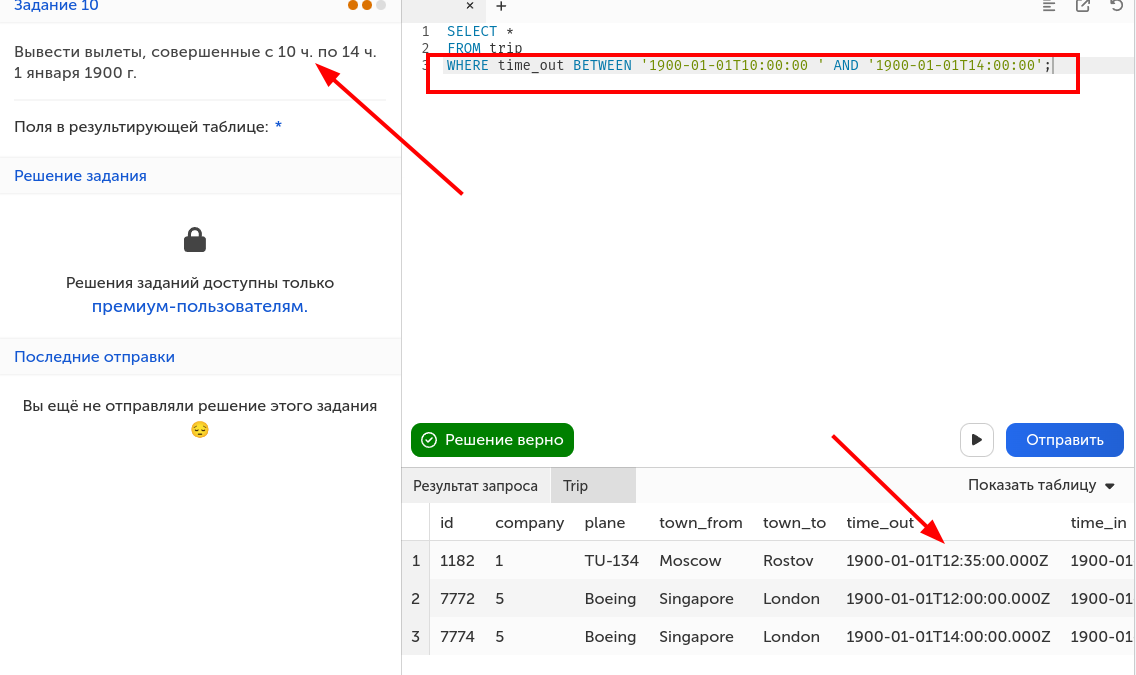 Задание 10
Вывести вылеты, совершенные с 10 ч. по 14 ч.
1 января 1900 г.
Поля в результирующей таблице: *
Решение задания
Решения заданий доступны только
премиум-пользователям.
Последние отправки
Вы ещё не отправляли решение этого задания
× +
1 SELECT *
2 FROM trip
3 WHERE time_out BETWEEN '1900-01-01T10:00:00 ' AND '1900-01-01T14:00:00';
Решение верно
Отправить
Результат запроса Trip Показать таблицу
id company plane town_from town_to time_out time_in
1 1182 1 TU-134 Moscow Rostov 1900-01-01T12:35:00.000Z 1900-01
2 7772 5 Boeing Singapore London 1900-01-01T12:00:00.000Z 1900-01
3 7774 5 Boeing Singapore London 1900-01-01T14:00:00.000Z 1900-01